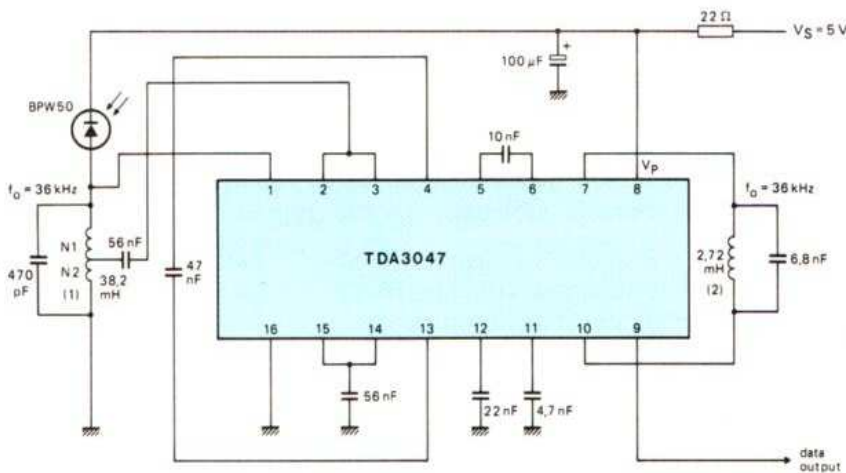 22 Ω
V_S = 5 V
+
100 μF
BPW50
10 nF
V_P
f_o = 36 kHz
1 2 3 4 5 6 7 8
f_o = 36 kHz
N1
56 nF
N2
(1)
470 pF
38,2 mH
47 nF
TDA3047
2,72 mH
(2)
6,8 nF
16 15 14 13 12 11 10 9
56 nF
22 nF
4,7 nF
data output